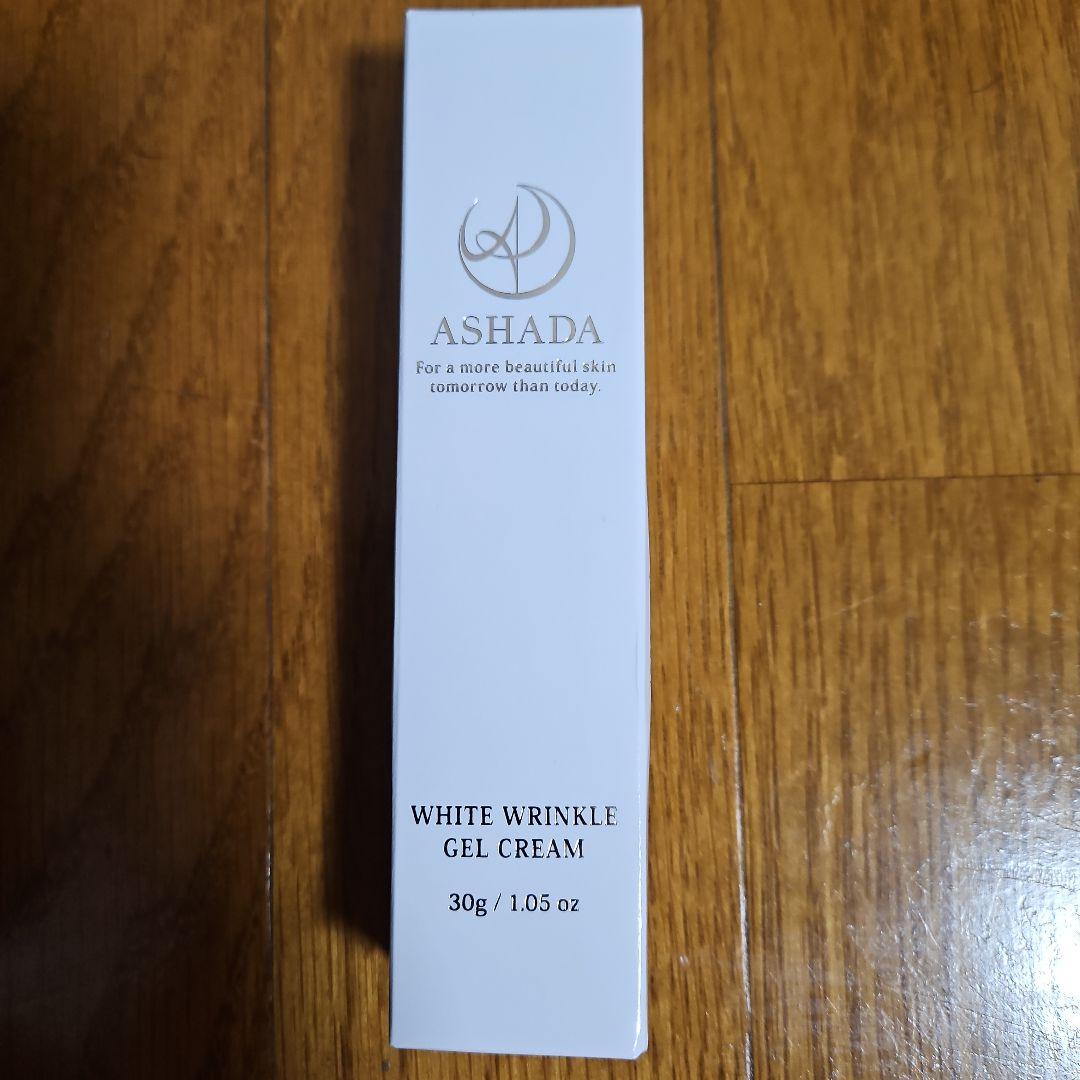 ASHADA
For a more beautiful skin
tomorrow than today.
WHITE WRINKLE
GEL CREAM
30g / 1.05 oz